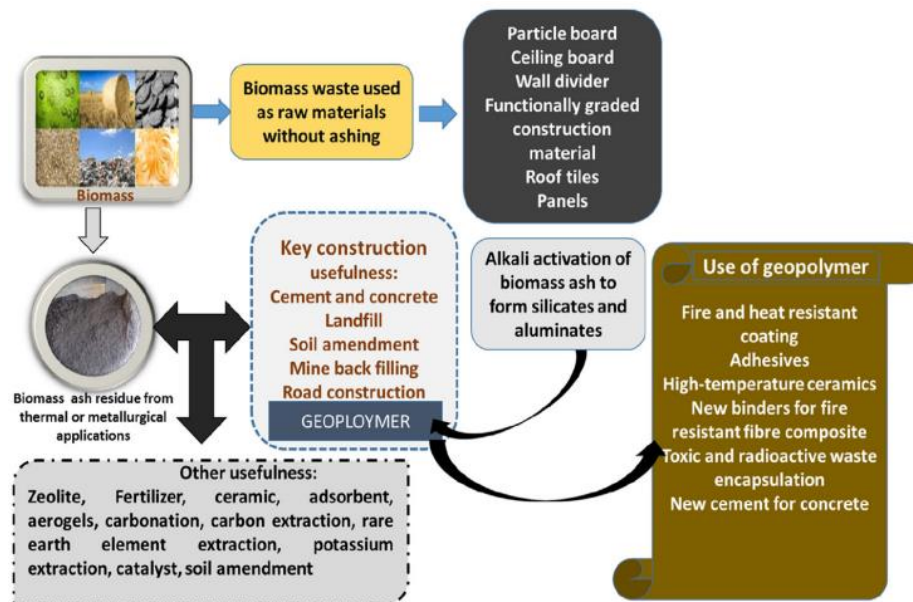 Biomass
Biomass waste used
as raw materials
without ashing
Particle board
Ceiling board
Wall divider
Functionally graded
construction
material
Roof tiles
Panels
Biomass ash residue from
thermal or metallurgical
applications
Key construction
usefulness:
Cement and concrete
Landfill
Soil amendment
Mine back filling
Road construction
GEOPLOYMER
Alkali activation of
biomass ash to
form silicates and
aluminates
Use of geopolymer
Fire and heat resistant
coating
Adhesives
High-temperature ceramics
New binders for fire
resistant fibre composite
Toxic and radioactive waste
encapsulation
New cement for concrete
Other usefulness:
Zeolite, Fertilizer, ceramic, adsorbent,
aerogels, carbonation, carbon extraction, rare
earth element extraction, potassium
extraction, catalyst, soil amendment